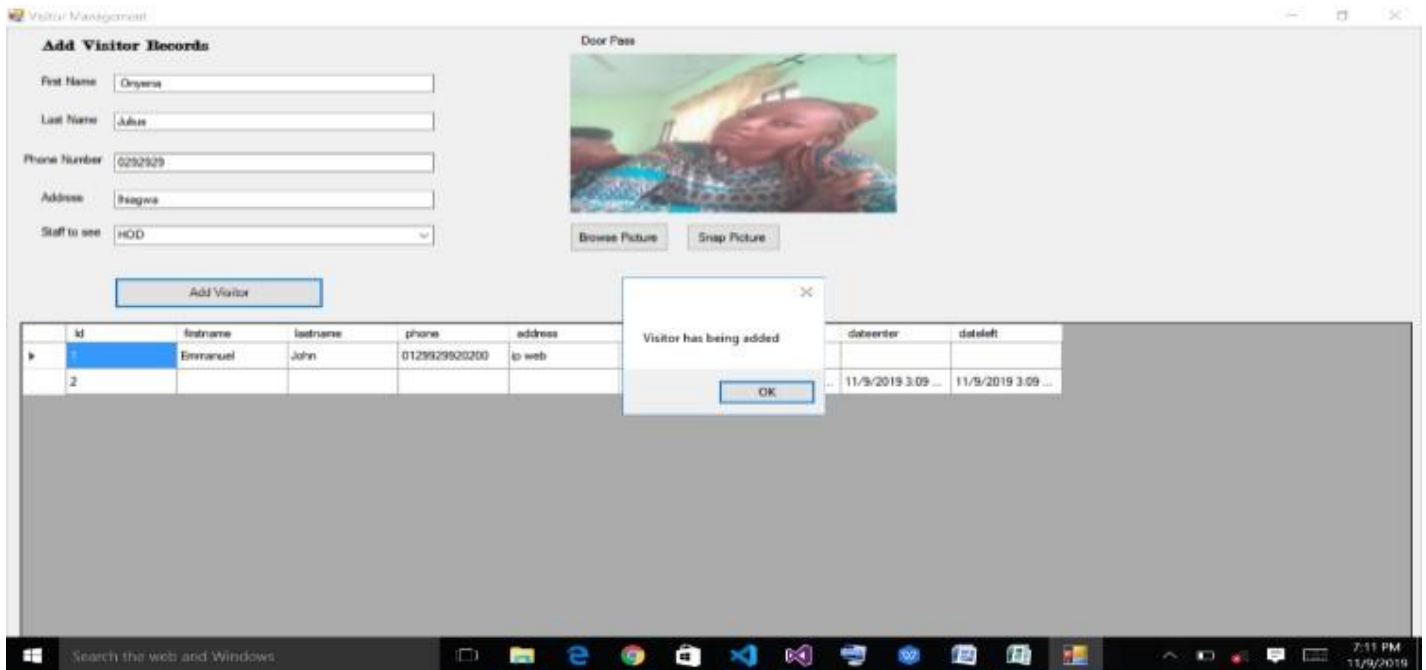 Visitor Management
Add Visitor Records
Door Pass
First Name Onyema
Last Name Julius
Phone Number 0292929
Address
Staff to see HOD
Browse Picture Snap Picture
Add Visitor
Visitor has being added
OK
Id firstname lastname phone address dateenter dateleft
1 Emmanuel John 0129929920200 ip web
2 11/9/2019 3:09 ... 11/9/2019 3:09 ...
Search the web and Windows
7:11 PM
11/9/2019